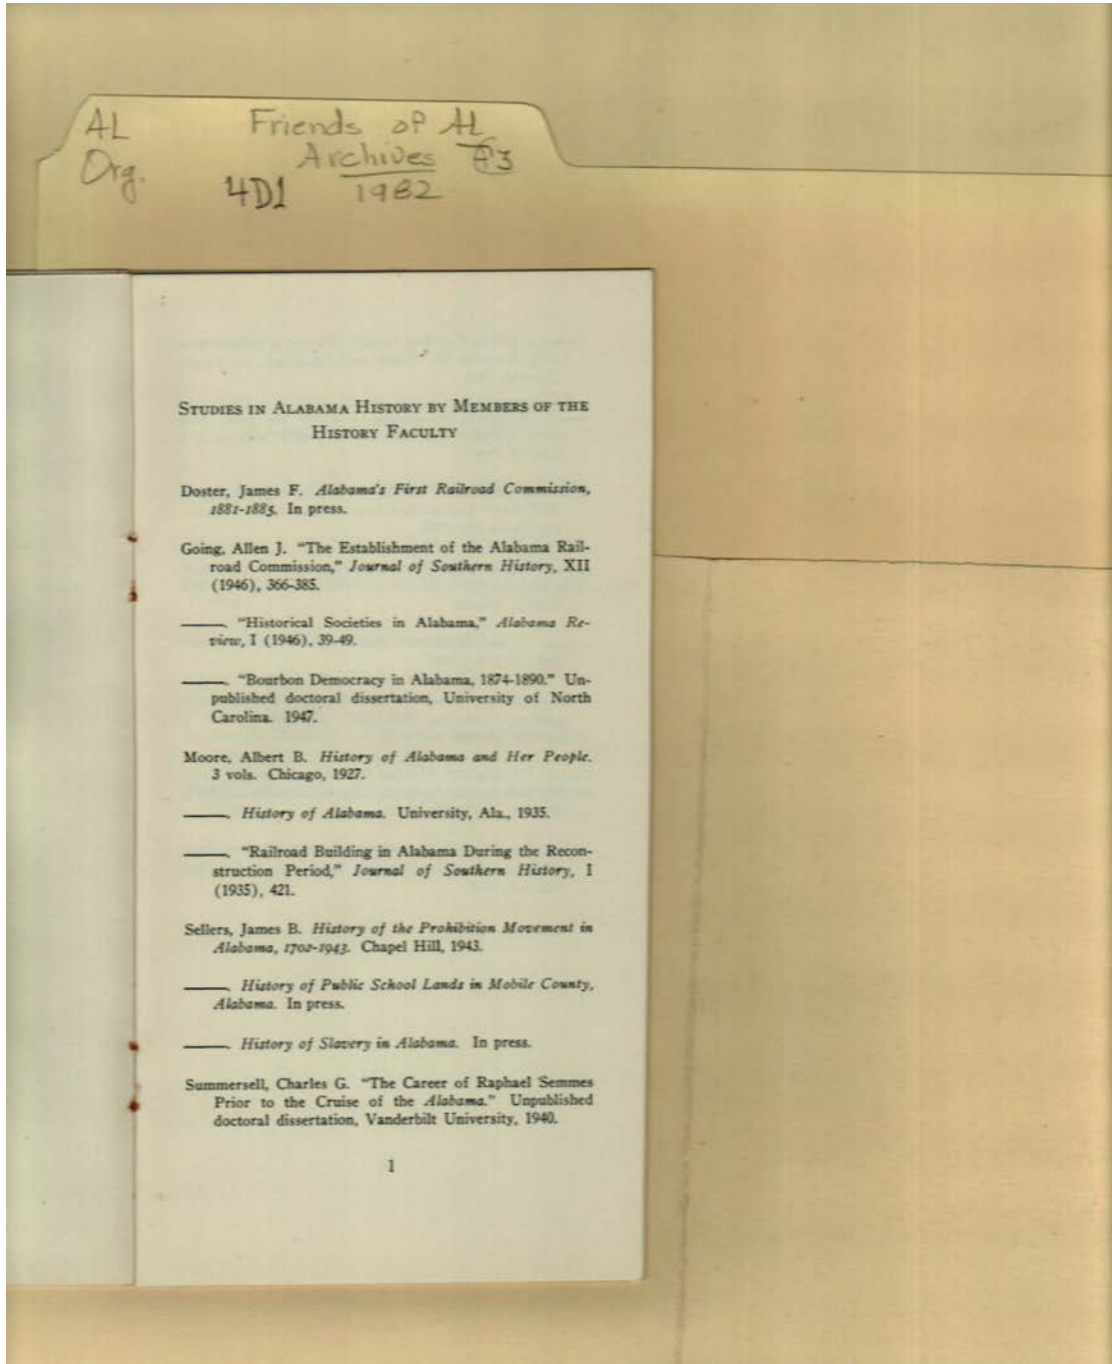 AL Friends of AL
Org. Archives #3
4D1 1982
STUDIES IN ALABAMA HISTORY BY MEMBERS OF THE
HISTORY FACULTY
Doster, James F. Alabama's First Railroad Commission,
1881-1885. In press.
Going, Allen J. "The Establishment of the Alabama Rail-
road Commission," Journal of Southern History, XII
(1946), 366-385.
———. "Historical Societies in Alabama," Alabama Re-
view, I (1946), 39-49.
———. "Bourbon Democracy in Alabama, 1874-1890." Un-
published doctoral dissertation, University of North
Carolina. 1947.
Moore, Albert B. History of Alabama and Her People.
3 vols. Chicago, 1927.
———. History of Alabama. University, Ala., 1935.
———. "Railroad Building in Alabama During the Recon-
struction Period," Journal of Southern History, I
(1935), 421.
Sellers, James B. History of the Prohibition Movement in
Alabama, 1702-1943. Chapel Hill, 1943.
———. History of Public School Lands in Mobile County,
Alabama. In press.
———. History of Slavery in Alabama. In press.
Summersell, Charles G. "The Career of Raphael Semmes
Prior to the Cruise of the Alabama." Unpublished
doctoral dissertation, Vanderbilt University, 1940.
1